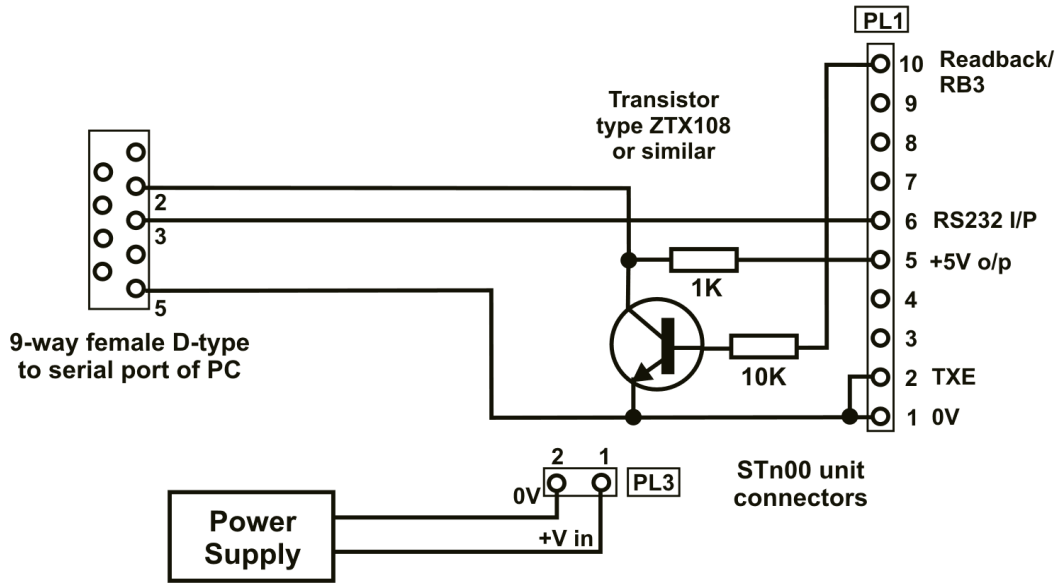 PL1
10 Readback/
RB3
9
8
7
6 RS232 I/P
5 +5V o/p
4
3
2 TXE
1 0V
Transistor
type ZTX108
or similar
2
3
5
9-way female D-type
to serial port of PC
1K
10K
STn00 unit
connectors
2 1
PL3
0V
+V in
Power
Supply